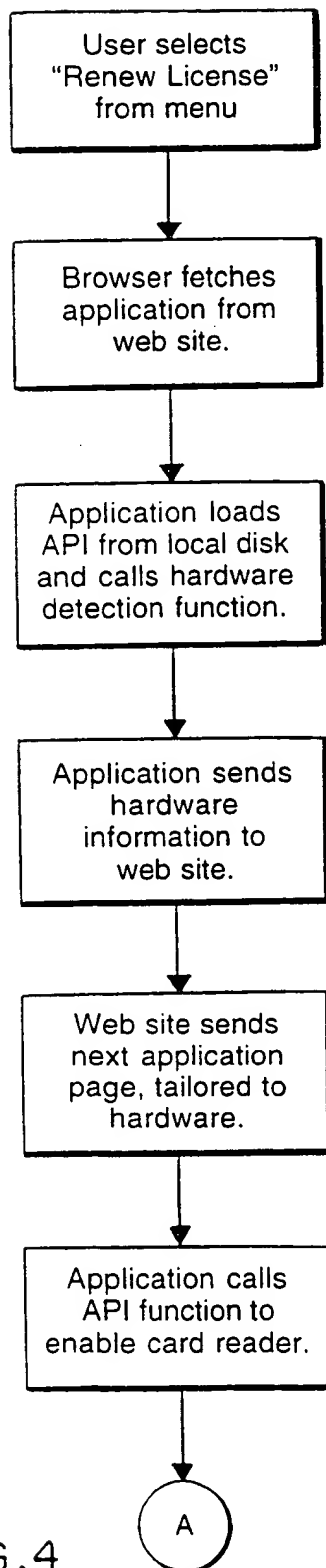 User selects
“Renew License”
from menu
Browser fetches
application from
web site.
Application loads
API from local disk
and calls hardware
detection function.
Application sends
hardware
information to
web site.
Web site sends
next application
page, tailored to
hardware.
Application calls
API function to
enable card reader.
A
G.4